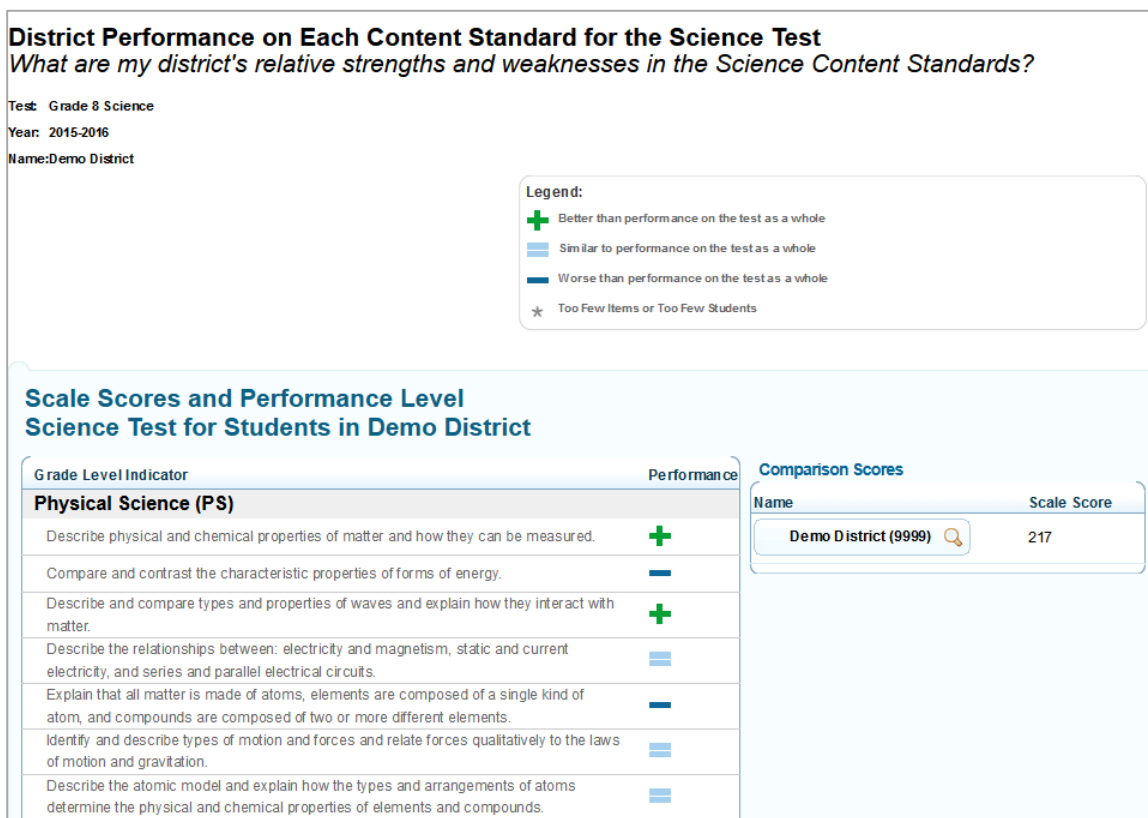 District Performance on Each Content Standard for the Science Test
What are my district's relative strengths and weaknesses in the Science Content Standards?
Test: Grade 8 Science
Year: 2015-2016
Name:Demo District
Legend:
Better than performance on the test as a whole
Similar to performance on the test as a whole
Worse than performance on the test as a whole
* Too Few Items or Too Few Students
Scale Scores and Performance Level
Science Test for Students in Demo District
Grade Level Indicator Performance
Physical Science (PS)
Describe physical and chemical properties of matter and how they can be measured.
Compare and contrast the characteristic properties of forms of energy.
Describe and compare types and properties of waves and explain how they interact with
matter.
Describe the relationships between: electricity and magnetism, static and current
electricity, and series and parallel electrical circuits.
Explain that all matter is made of atoms, elements are composed of a single kind of
atom, and compounds are composed of two or more different elements.
Identify and describe types of motion and forces and relate forces qualitatively to the laws
of motion and gravitation.
Describe the atomic model and explain how the types and arrangements of atoms
determine the physical and chemical properties of elements and compounds.
Comparison Scores
Name Scale Score
Demo District (9999) 217